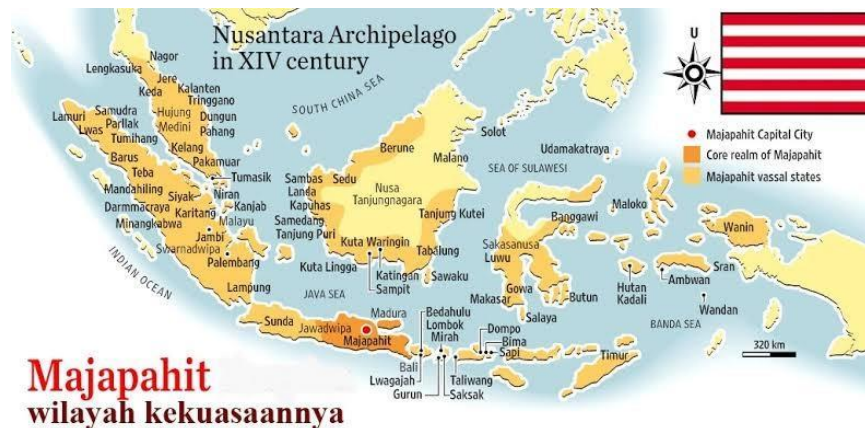 Nusantara Archipelago
in XIV century
U
Majapahit Capital City
Core realm of Majapahit
Majapahit vassal states
320 km
SOUTH CHINA SEA
SEA OF SULAWESI
INDIAN OCEAN
JAVA SEA
BANDA SEA
Nagor
Lengkasuka
Jere
Keda
Kalanten
Tringgano
Hujung
Medini
Dungun
Pahang
Kelang
Pakamuar
Tumasik
Lamuri
Samudra
Lwas
Parllak
Tumihang
Barus
Teba
Mandahiling
Siyak
Niran
Kanjab
Darmmacraya
Karitang
Minangkabwa
Malayu
Jambi
Swarnadwipa
Palembang
Lampung
Berune
Solot
Malano
Udamakatraya
Sambas
Sedu
Landa
Nusa
Tanjungnagara
Kapuhas
Samedang
Tanjung Puri
Tanjung Kutei
Kuta Waringin
Tabalung
Kuta Lingga
Katingan
Sampit
Sawaku
Banggawi
Sakasanusa
Luwu
Gowa
Makasar
Butun
Salaya
Maloko
Wanin
Hutan
Kadali
Ambwan
Sran
Wandan
Sunda
Jawadwipa
Madura
Majapahit
Bedahulu
Lombok
Mirah
Bali
Lwagajah
Gurun
Taliwang
Saksak
Dompo
Bima
Sapi
Timur
Majapahit
wilayah kekuasaannya